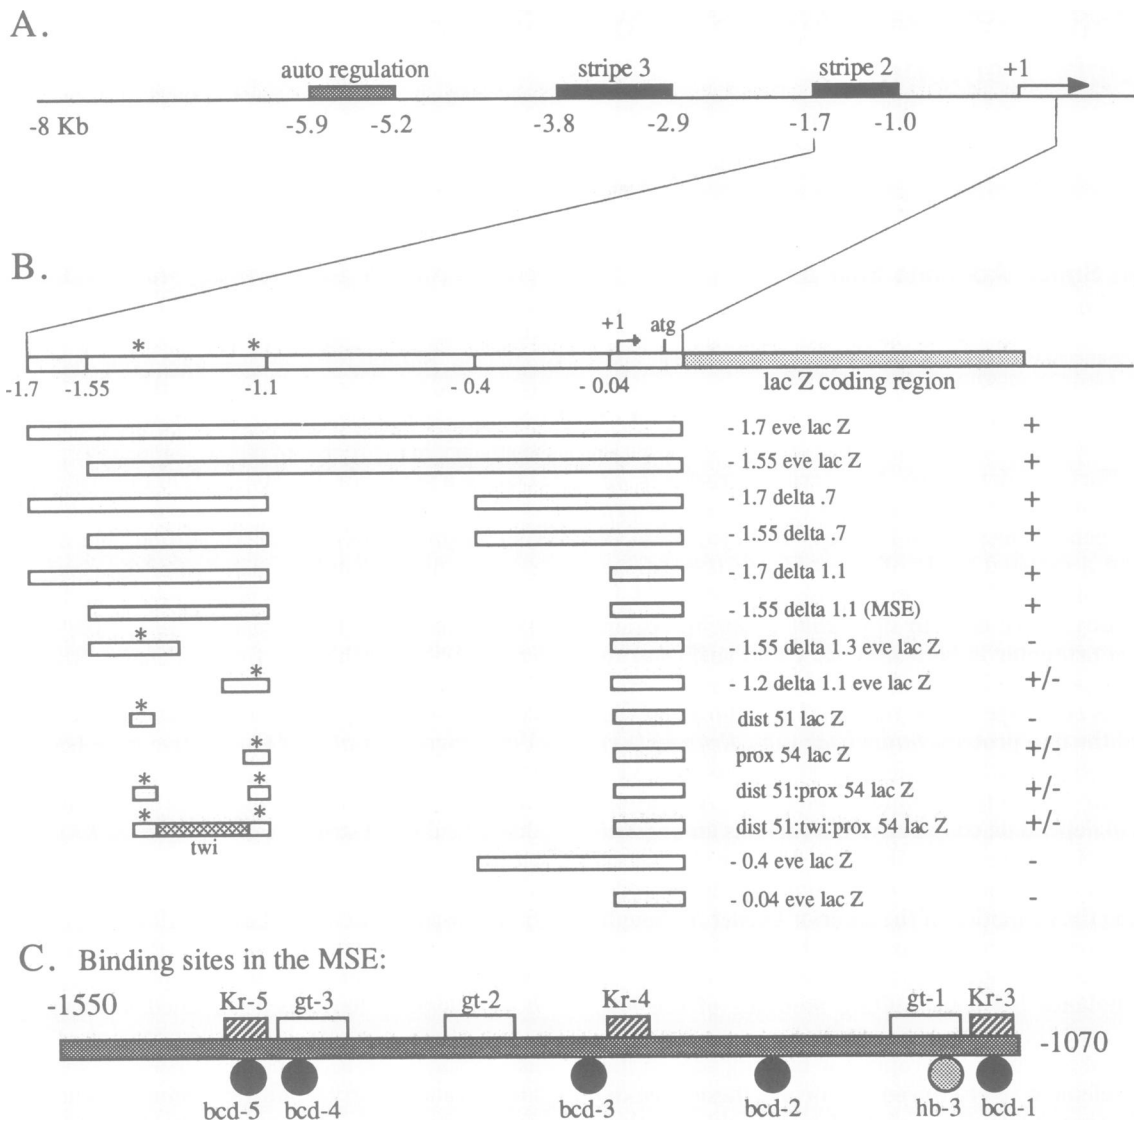 A.
auto regulation stripe 3 stripe 2 +1
-8 Kb -5.9 -5.2 -3.8 -2.9 -1.7 -1.0
B.
* * +1 atg
-1.7 -1.55 -1.1 - 0.4 - 0.04 lac Z coding region
- 1.7 eve lac Z +
- 1.55 eve lac Z +
- 1.7 delta .7 +
- 1.55 delta .7 +
- 1.7 delta 1.1 +
- 1.55 delta 1.1 (MSE) +
* - 1.55 delta 1.3 eve lac Z -
* - 1.2 delta 1.1 eve lac Z +/-
* dist 51 lac Z -
* prox 54 lac Z +/-
* * dist 51:prox 54 lac Z +/-
* * dist 51:twi:prox 54 lac Z +/-
twi
- 0.4 eve lac Z -
- 0.04 eve lac Z -
C. Binding sites in the MSE:
-1550 Kr-5 gt-3 gt-2 Kr-4 gt-1 Kr-3
-1070
bcd-5 bcd-4 bcd-3 bcd-2 hb-3 bcd-1